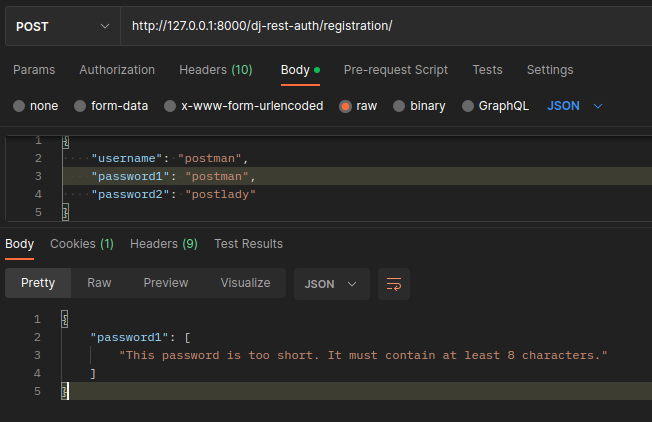 POST http://127.0.0.1:8000/dj-rest-auth/registration/
Params Authorization Headers (10) Body Pre-request Script Tests Settings
none form-data x-www-form-urlencoded raw binary GraphQL JSON
1 {
2 "username": "postman",
3 "password1": "postman",
4 "password2": "postlady"
5 }
Body Cookies (1) Headers (9) Test Results
Pretty Raw Preview Visualize JSON
1 {
2 "password1": [
3 "This password is too short. It must contain at least 8 characters."
4 ]
5 }